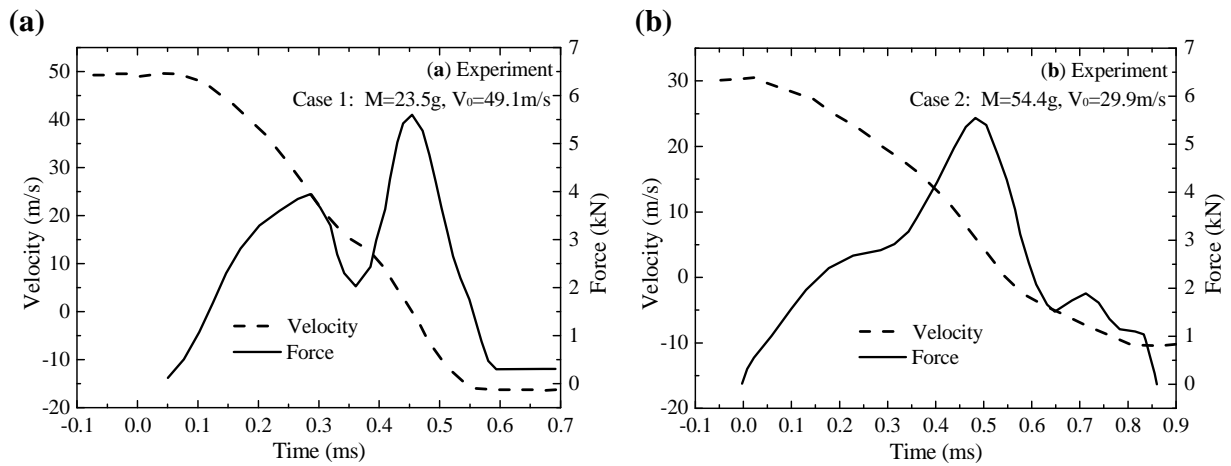 (a)
(a) Experiment
Case 1: M=23.5g, V₀=49.1m/s
50
40
30
20
10
0
-10
-20
Velocity (m/s)
7
6
5
4
3
2
1
0
Force (kN)
Velocity
Force
-0.1 0.0 0.1 0.2 0.3 0.4 0.5 0.6 0.7
Time (ms)
(b)
(b) Experiment
Case 2: M=54.4g, V₀=29.9m/s
30
20
10
0
-10
-20
Velocity (m/s)
7
6
5
4
3
2
1
0
Force (kN)
Velocity
Force
-0.1 0.0 0.1 0.2 0.3 0.4 0.5 0.6 0.7 0.8 0.9
Time (ms)